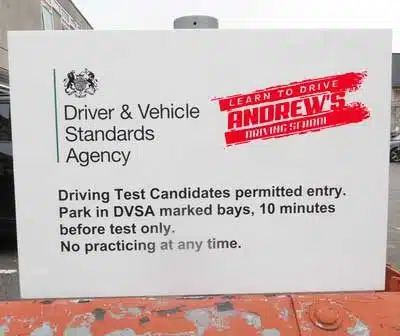 Driver & Vehicle
Standards
Agency
LEARN TO DRIVE
ANDREW'S
DRIVING SCHOOL
Driving Test Candidates permitted entry.
Park in DVSA marked bays, 10 minutes
before test only.
No practicing at any time.